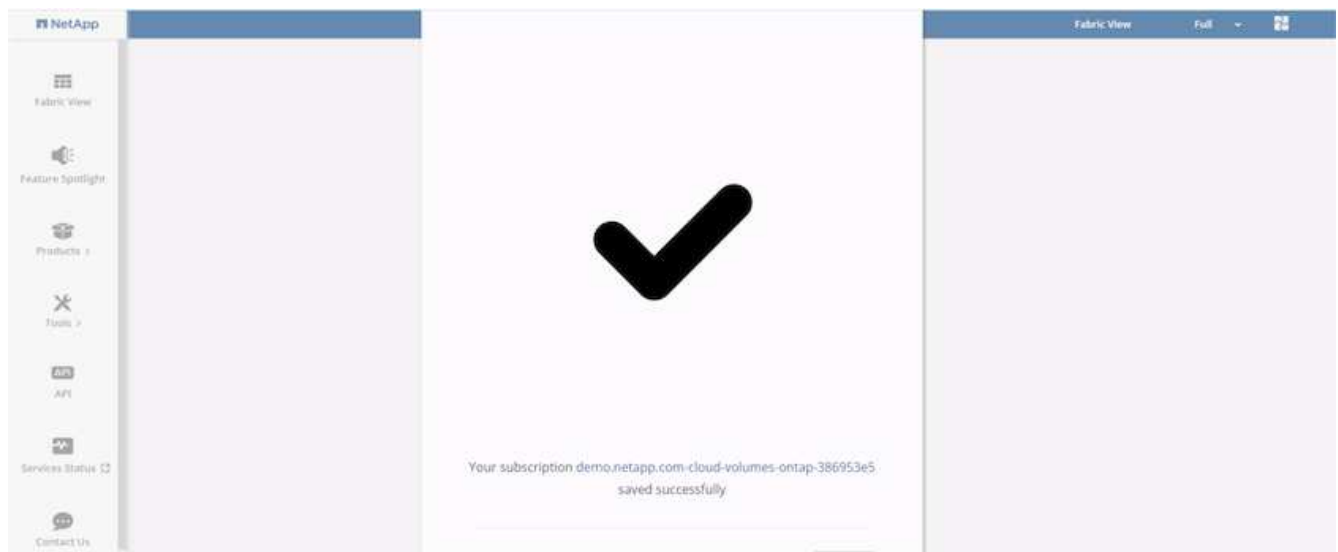 NetApp
Fabric View
Full
Fabric View
Feature Spotlight
Products >
Tools >
API
API
Services Status
Contact Us
Your subscription demo.netapp.com-cloud-volumes-ontap-386953e5
saved successfully